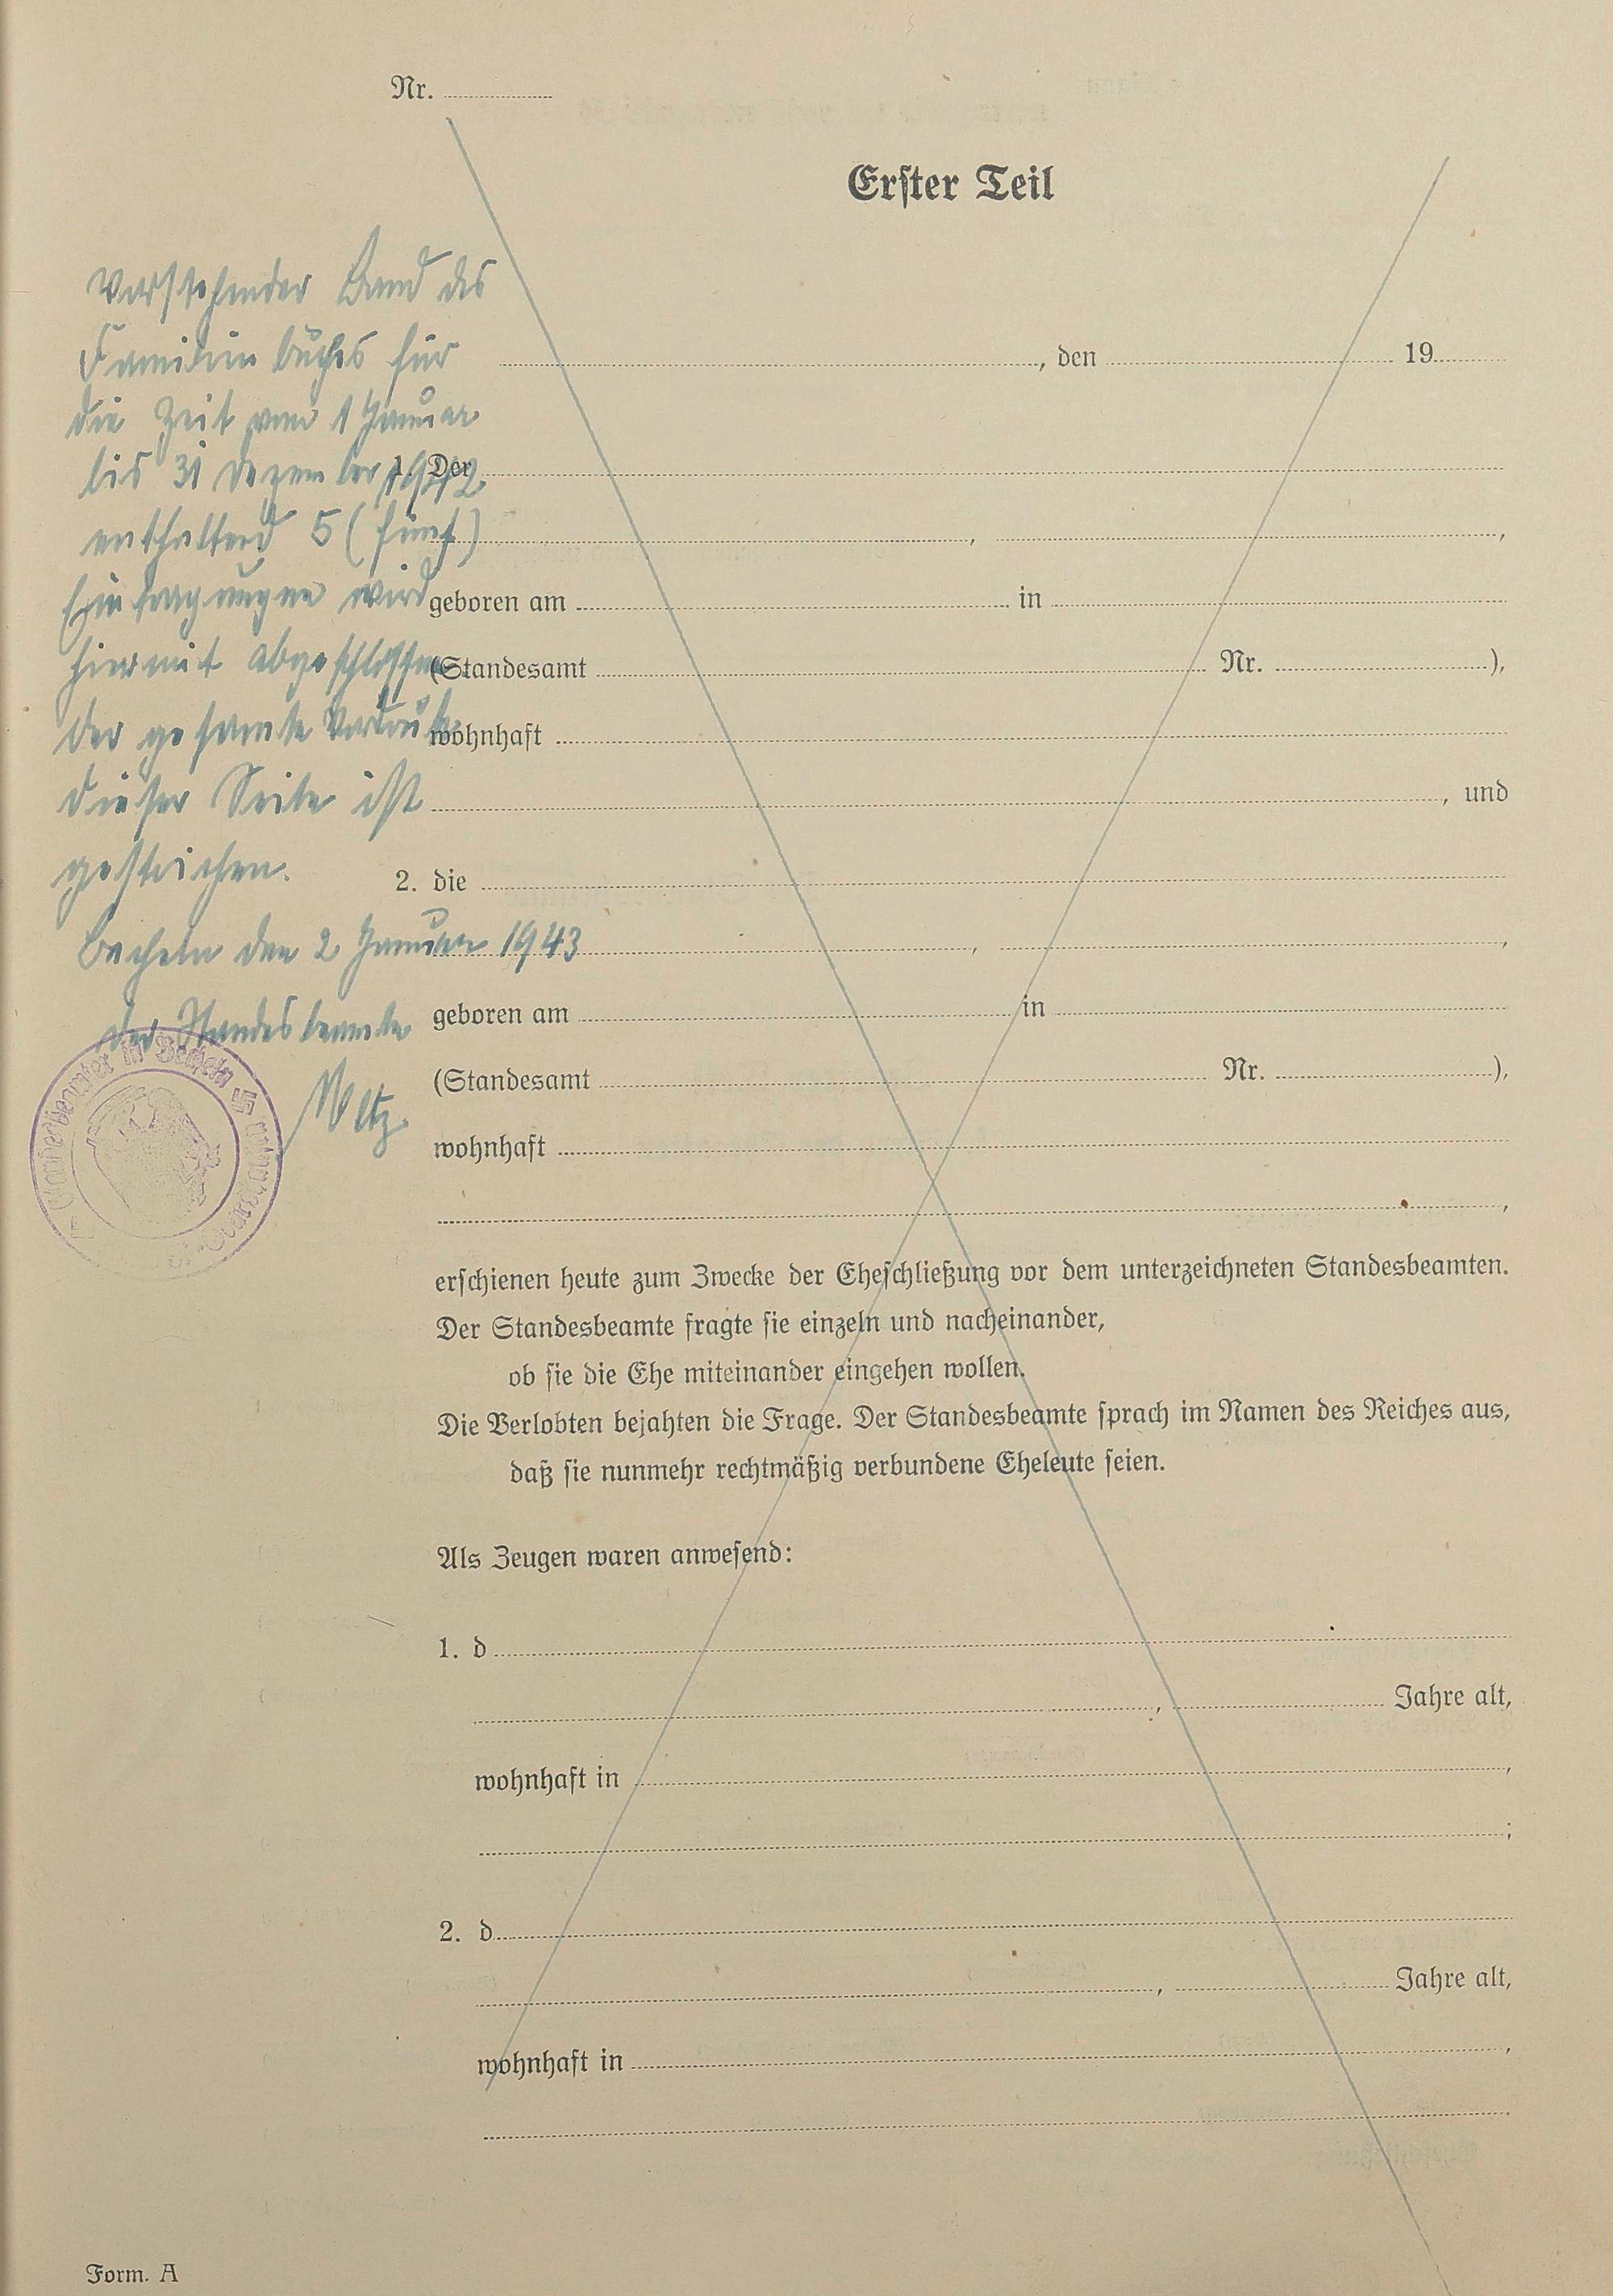 Nr.
Erster Teil
Vorstehender Band des
Familienbuches für
die Zeit vom 1 Januar
bis 31 Dezember 1942
enthaltend 5 (fünf)
Eintragungen wird
hiermit abgeschlossen.
Der gesamte Vordruck
dieser Seite ist
gestrichen.
Becheln den 2 Januar 1943
der Standesbeamte
, den 19
1. Der
, ,
geboren am in
(Standesamt Nr. ),
wohnhaft
, und
2. die
, ,
geboren am in
(Standesamt Nr. ),
wohnhaft
,
erschienen heute zum Zwecke der Eheschließung vor dem unterzeichneten Standesbeamten.
Der Standesbeamte fragte sie einzeln und nacheinander,
ob sie die Ehe miteinander eingehen wollen.
Die Verlobten bejahten die Frage. Der Standesbeamte sprach im Namen des Reiches aus,
daß sie nunmehr rechtmäßig verbundene Eheleute seien.
Als Zeugen waren anwesend:
1. d
, Jahre alt,
wohnhaft in ,
;
2. d
, Jahre alt,
wohnhaft in ,
Form. A
in Becheln